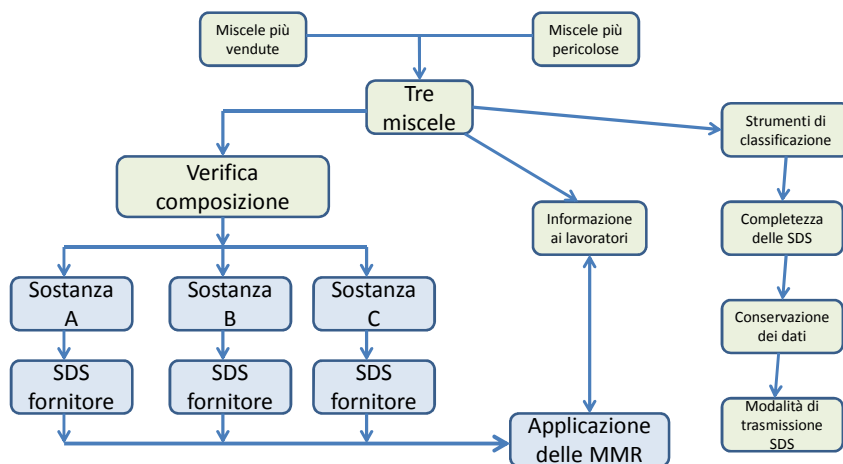 Miscele più
vendute
Miscele più
pericolose
Tre
miscele
Strumenti di
classificazione
Verifica
composizione
Informazione
ai lavoratori
Completezza
delle SDS
Sostanza
A
Sostanza
B
Sostanza
C
Conservazione
dei dati
SDS
fornitore
SDS
fornitore
SDS
fornitore
Applicazione
delle MMR
Modalità di
trasmissione
SDS